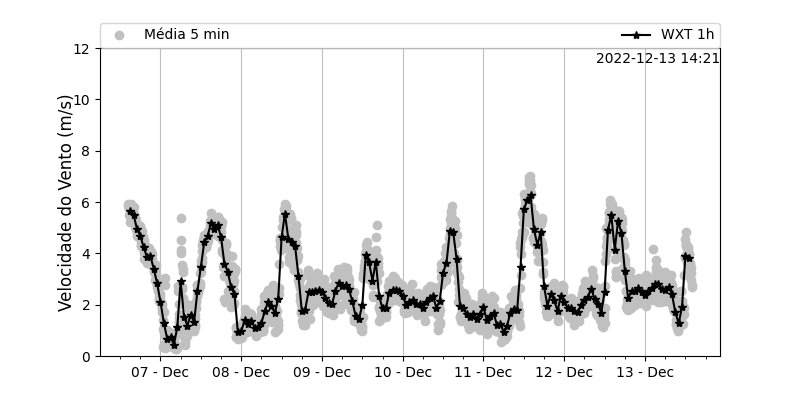 Média 5 min
WXT 1h
2022-12-13 14:21
Velocidade do Vento (m/s)
12
10
8
6
4
2
0
07 - Dec 08 - Dec 09 - Dec 10 - Dec 11 - Dec 12 - Dec 13 - Dec